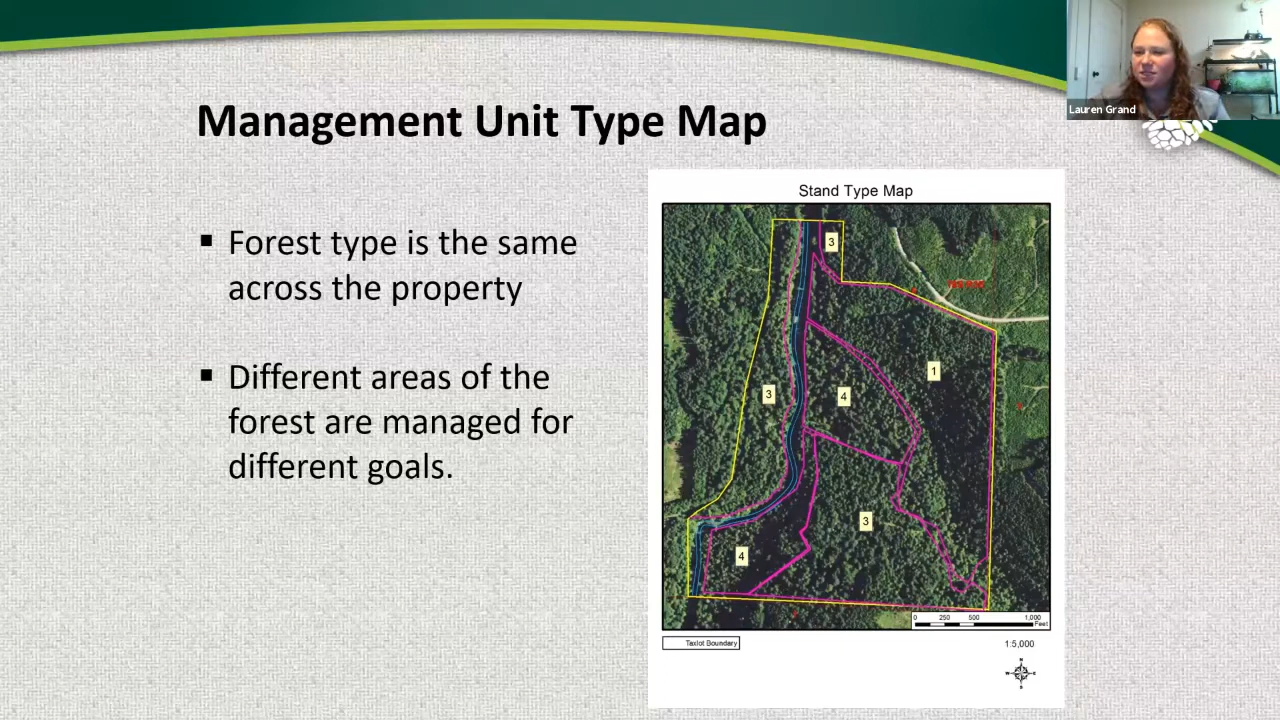 Lauren Grand
Management Unit Type Map
▪ Forest type is the same
across the property
▪ Different areas of the
forest are managed for
different goals.
Stand Type Map
3
1
3
4
3
4
0 250 500 1,000
Feet
Taxlot Boundary
1:5,000
N
W E
S